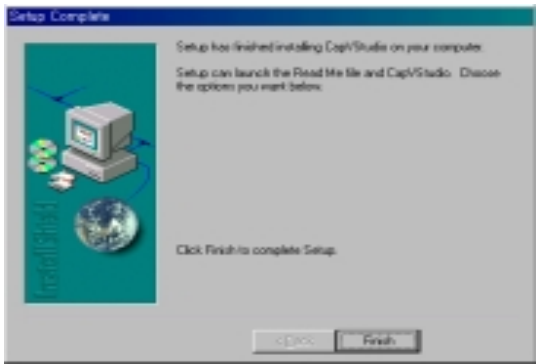 Setup Complete
Setup has finished installing CapVStudio on your computer.
Setup can launch the Read Me file and CapVStudio. Choose
the options you want below.
InstallShield
Click Finish to complete Setup.
< Back
Finish